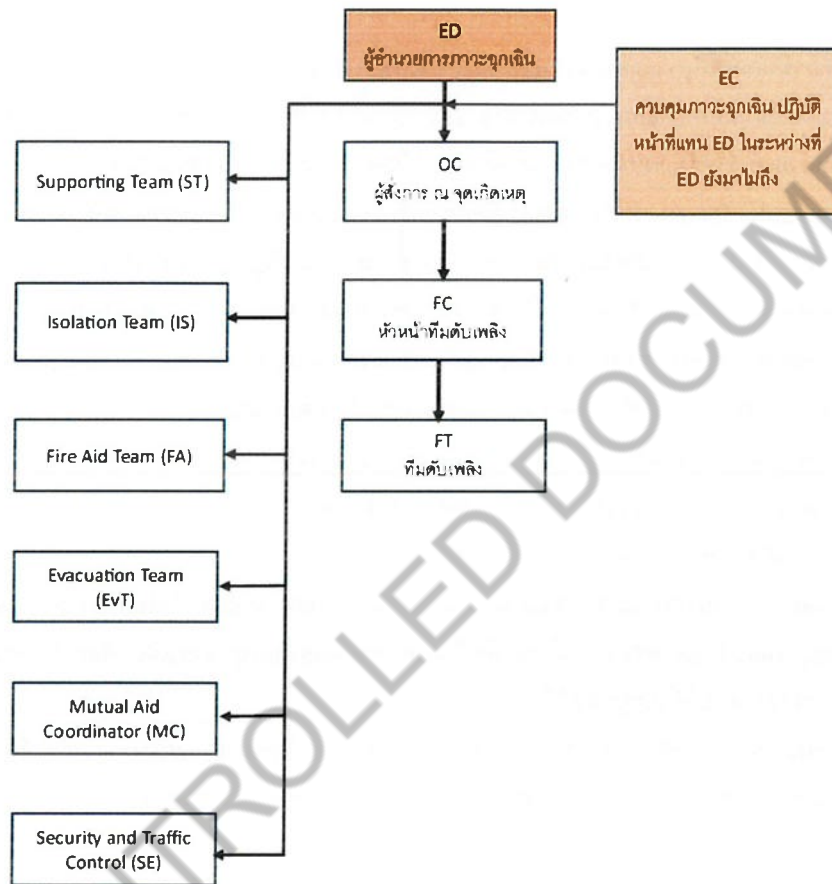 ED
ผู้อำนวยการภาวะฉุกเฉิน
EC
ควบคุมภาวะฉุกเฉิน ปฏิบัติ
หน้าที่แทน ED ในระหว่างที่
ED ยังมาไม่ถึง
OC
ผู้สั่งการ ณ จุดเกิดเหตุ
Supporting Team (ST)
FC
หัวหน้าทีมดับเพลิง
Isolation Team (IS)
FT
ทีมดับเพลิง
Fire Aid Team (FA)
Evacuation Team
(EvT)
Mutual Aid
Coordinator (MC)
Security and Traffic
Control (SE)
NTROLLED DOCUME